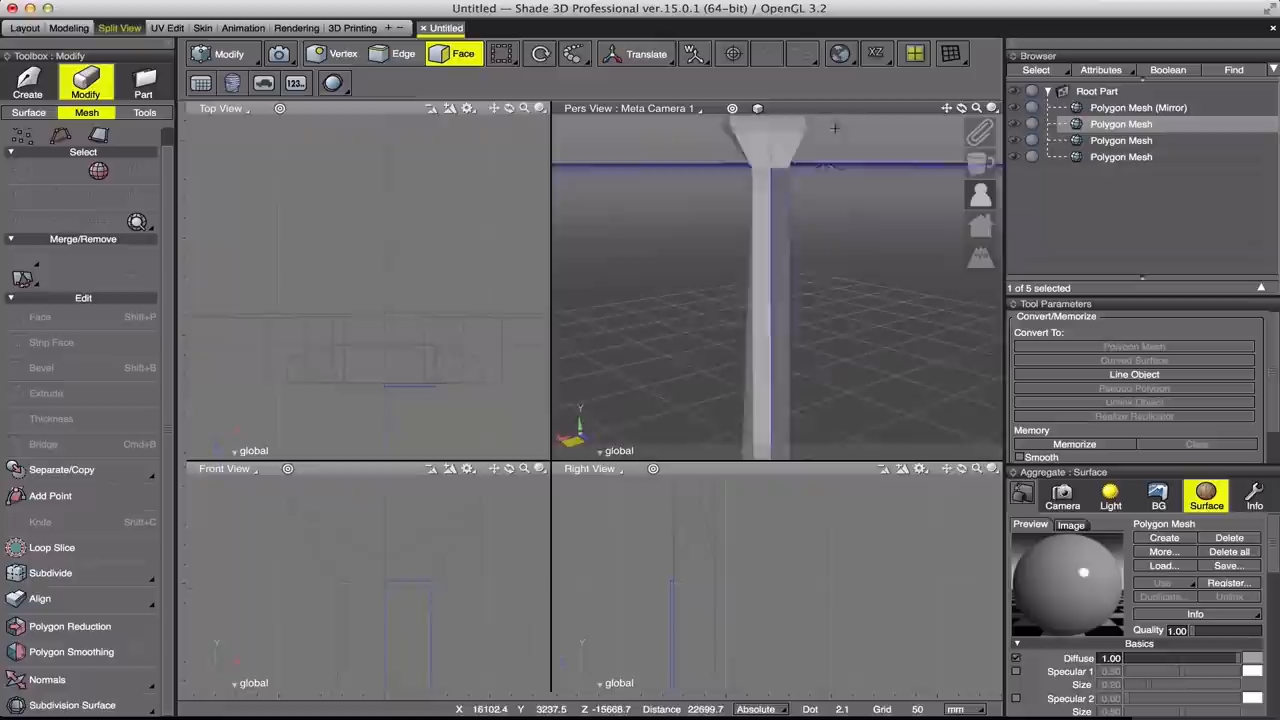 Untitled — Shade 3D Professional ver.15.0.1 (64-bit) / OpenGL 3.2
Layout Modeling Split View UV Edit Skin Animation Rendering 3D Printing + − × Untitled
Toolbox : Modify
Create Modify Part
Surface Mesh Tools
Select
Merge/Remove
Edit
Face Shift+P
Strip Face
Bevel Shift+B
Extrude
Thickness
Bridge Cmd+B
Separate/Copy
Add Point
Knife Shift+C
Loop Slice
Subdivide
Align
Polygon Reduction
Polygon Smoothing
Normals
Subdivision Surface
Modify Vertex Edge Face Translate XZ
123..
Top View
global
Pers View : Meta Camera 1
Y
global
Front View
Y
global
Right View
Y
global
X 16102.4 Y 3237.5 Z -15668.7 Distance 22699.7 Absolute Dot 2.1 Grid 50 mm
Browser
Select Attributes Boolean Find
Root Part
Polygon Mesh (Mirror)
Polygon Mesh
Polygon Mesh
Polygon Mesh
1 of 5 selected
Tool Parameters
Convert/Memorize
Convert To:
Polygon Mesh
Curved Surface
Line Object
Pseudo Polygon
Unlink Object
Realize Replicator
Memory
Memorize Clear
Smooth
Aggregate : Surface
Camera Light BG Surface Info
Preview Image
Polygon Mesh
Create Delete
More... Delete all
Load... Save...
Use Register...
Duplicate... Unlink
Info
Quality 1.00
Basics
Diffuse 1.00
Specular 1 0.50
Size 0.20
Specular 2
Size